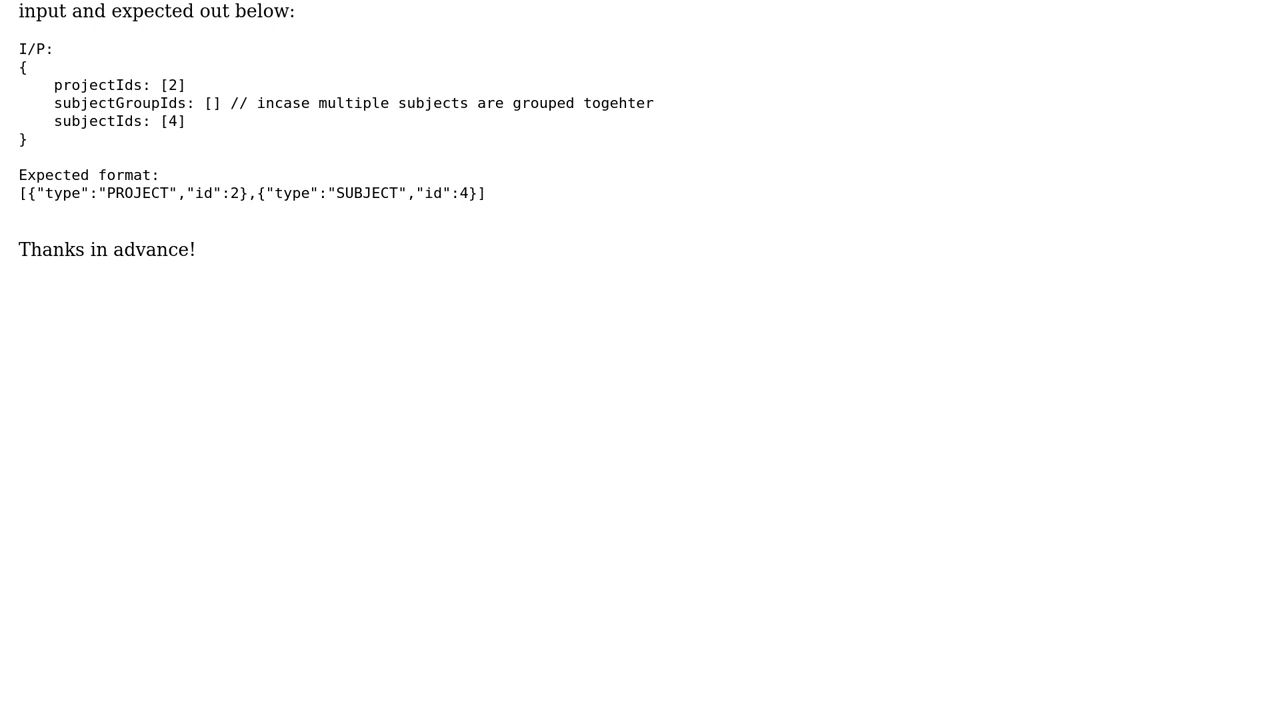 input and expected out below:
I/P:
{
    projectIds: [2]
    subjectGroupIds: [] // incase multiple subjects are grouped togehter
    subjectIds: [4]
}
Expected format:
[{"type":"PROJECT","id":2},{"type":"SUBJECT","id":4}]
Thanks in advance!